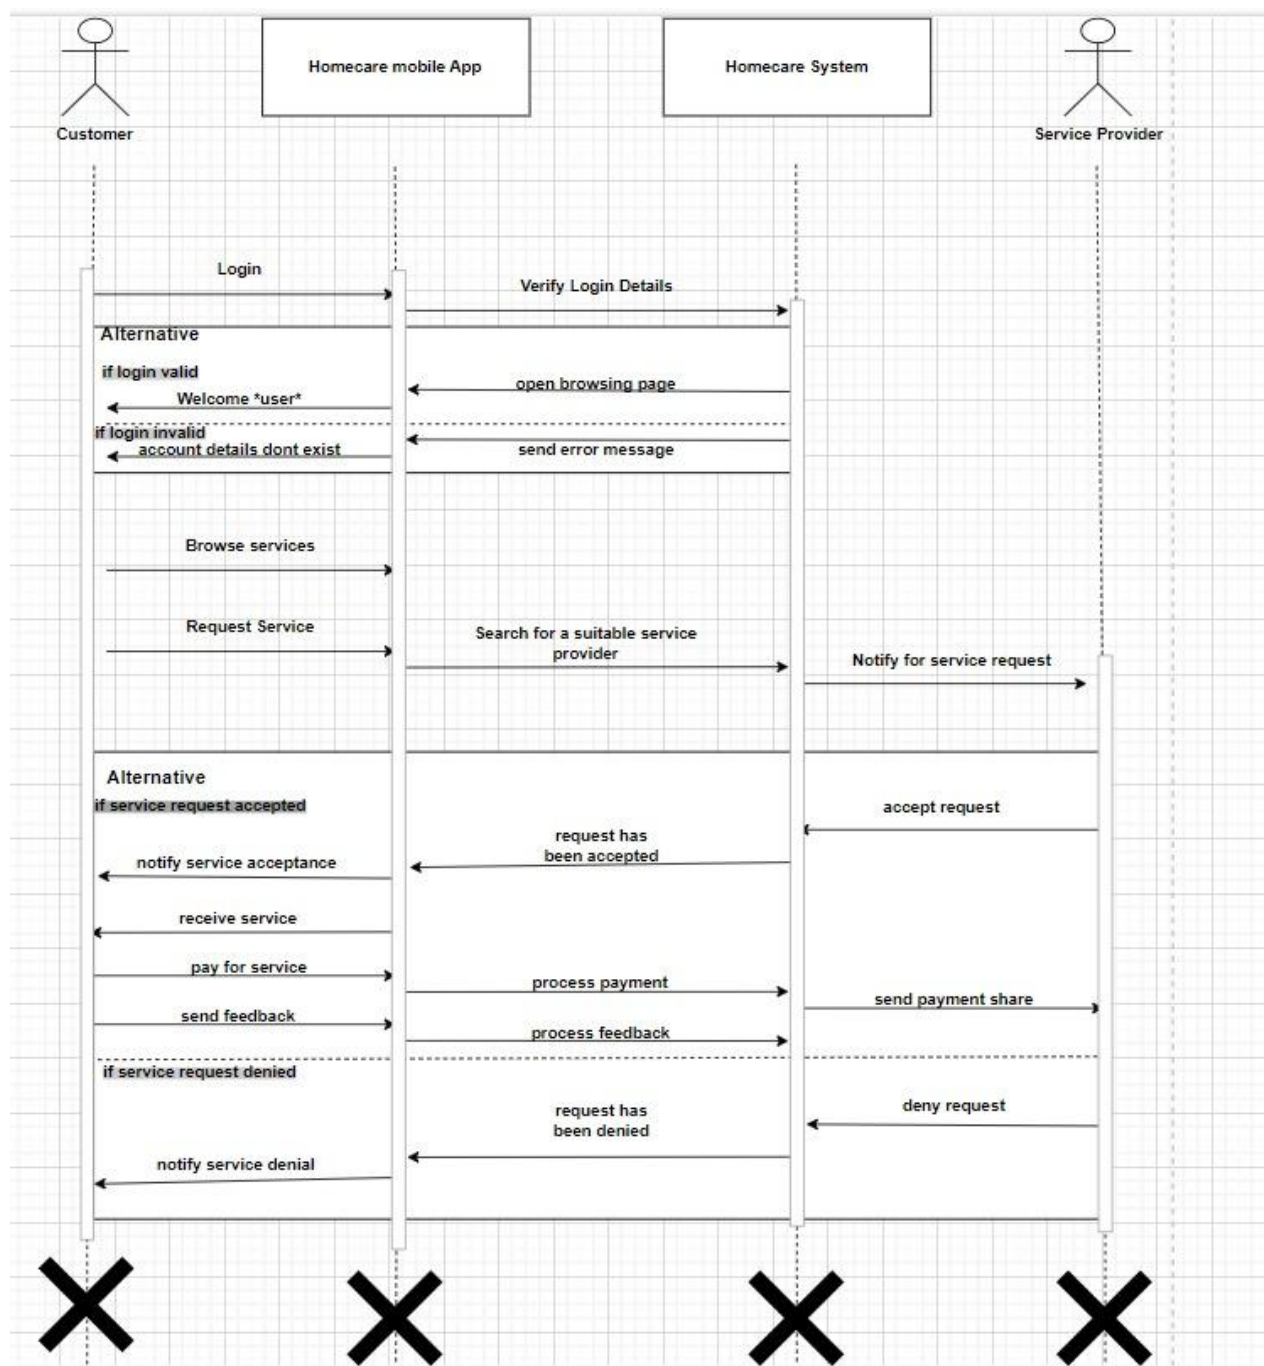 Homecare mobile App
Homecare System
Customer
Service Provider
Login
Verify Login Details
Alternative
if login valid
open browsing page
Welcome *user*
if login invalid
account details dont exist
send error message
Browse services
Request Service
Search for a suitable service
provider
Notify for service request
Alternative
if service request accepted
accept request
request has
been accepted
notify service acceptance
receive service
pay for service
process payment
send payment share
send feedback
process feedback
if service request denied
deny request
request has
been denied
notify service denial